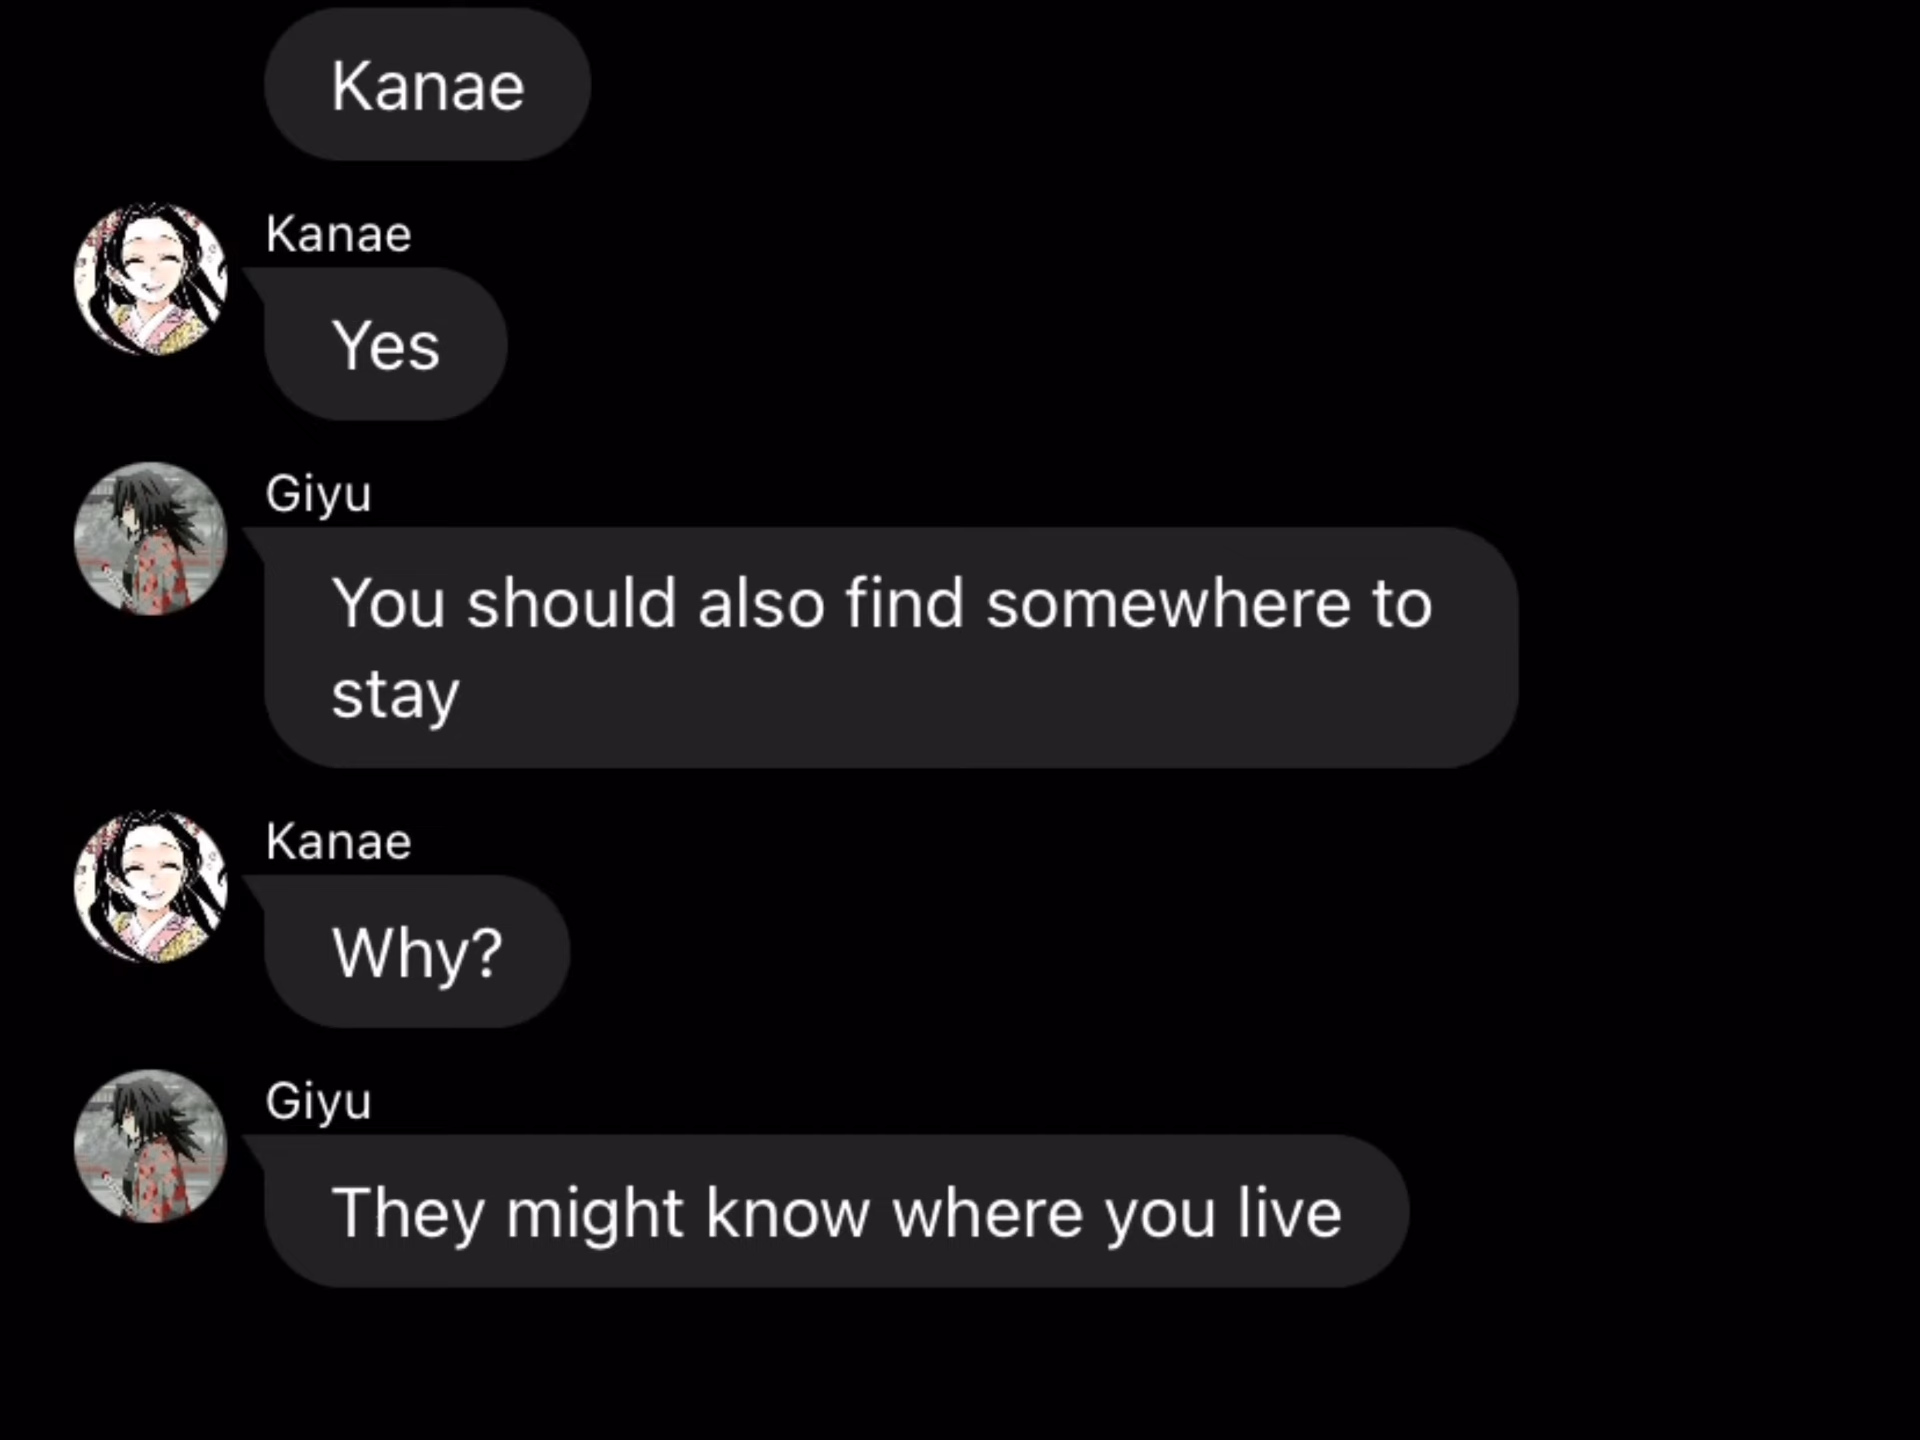 Kanae
Kanae
Yes
Giyu
You should also find somewhere to
stay
Kanae
Why?
Giyu
They might know where you live